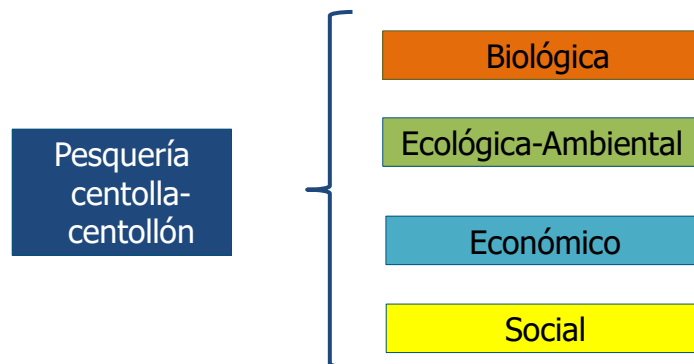 Pesquería
centolla-
centollón
Biológica
Ecológica-Ambiental
Económico
Social